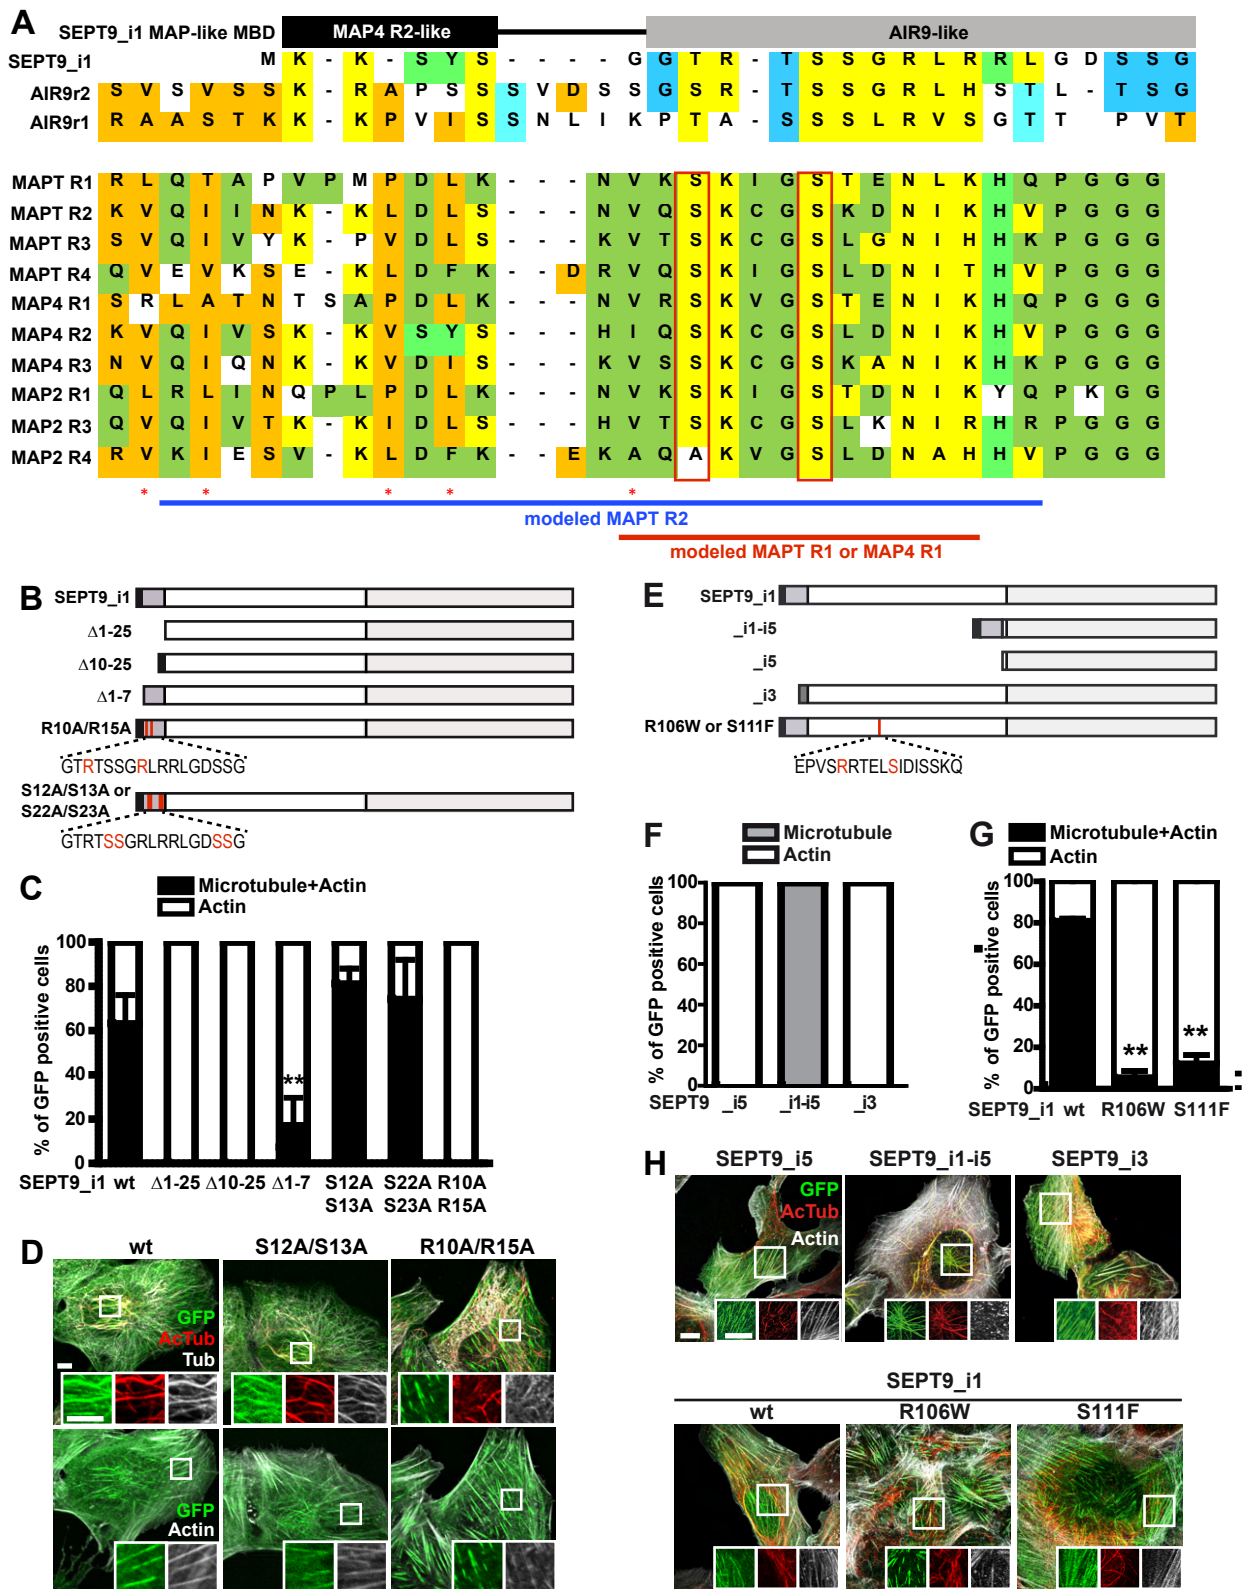 A
SEPT9_i1 MAP-like MBD MAP4 R2-like AIR9-like
SEPT9_i1 M K - K - S Y S - - - - G G T R - T S S G R L R R L G D S S G
AIR9r2 S V S V S S K - R A P S S S V D S S G S R - T S S G R L H S T L - T S G
AIR9r1 R A A S T K K - K P V I S S N L I K P T A - S S S L R V S G T T P V T
MAPT R1 R L Q T A P V P M P D L K - - - N V K S K I G S T E N L K H Q P G G G
MAPT R2 K V Q I I N K - K L D L S - - - N V Q S K C G S K D N I K H V P G G G
MAPT R3 S V Q I V Y K - P V D L S - - - K V T S K C G S L G N I H H K P G G G
MAPT R4 Q V E V K S E - K L D F K - - D R V Q S K I G S L D N I T H V P G G G
MAP4 R1 S R L A T N T S A P D L K - - - N V R S K V G S T E N I K H Q P G G G
MAP4 R2 K V Q I V S K - K V S Y S - - - H I Q S K C G S L D N I K H V P G G G
MAP4 R3 N V Q I Q N K - K V D I S - - - K V S S K C G S K A N I K H K P G G G
MAP2 R1 Q L R L I N Q P L P D L K - - - N V K S K I G S T D N I K Y Q P K G G
MAP2 R3 Q V Q I V T K - K I D L S - - - H V T S K C G S L K N I R H R P G G G
MAP2 R4 R V K I E S V - K L D F K - - E K A Q A K V G S L D N A H H V P G G G
* * * * *
modeled MAPT R2
modeled MAPT R1 or MAP4 R1
B
SEPT9_i1
Δ1-25
Δ10-25
Δ1-7
R10A/R15A
GTRTSSGRLRRLGDSSG
S12A/S13A or
S22A/S23A
GTRTSSGRLRRLGDSSG
E
SEPT9_i1
_i1-i5
_i5
_i3
R106W or S111F
EPVSRRTELSIDISSKQ
C
Microtubule+Actin
Actin
% of GFP positive cells
100
80
60
40
20
0
**
SEPT9_i1 wt Δ1-25 Δ10-25 Δ1-7 S12A S22A R10A
S13A S23A R15A
F
Microtubule
Actin
% of GFP positive cells
100
80
60
40
20
0
SEPT9 _i5 _i1-i5 _i3
G
Microtubule+Actin
Actin
% of GFP positive cells
100
80
60
40
20
0
** **
SEPT9_i1 wt R106W S111F
D
wt S12A/S13A R10A/R15A
GFP
AcTub
Tub
GFP
Actin
H
SEPT9_i5 SEPT9_i1-i5 SEPT9_i3
GFP
AcTub
Actin
SEPT9_i1
wt R106W S111F